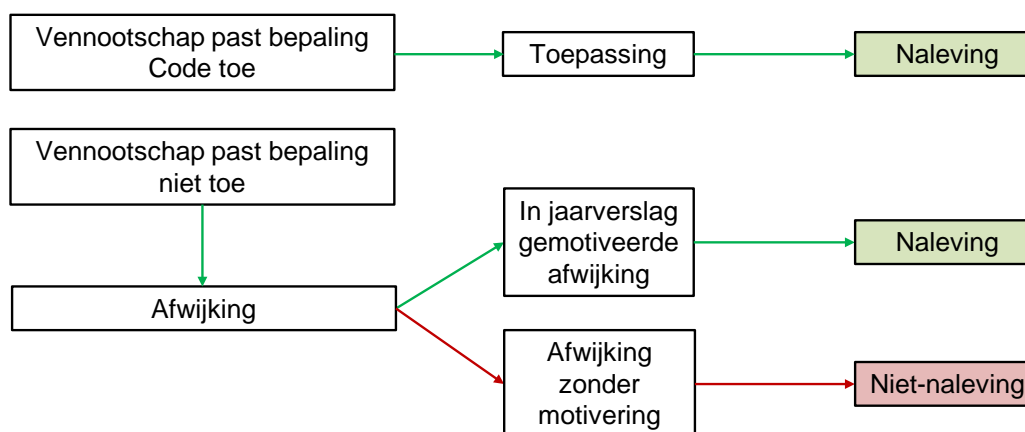 Vennootschap past bepaling
Code toe
Toepassing
Naleving
Vennootschap past bepaling
niet toe
In jaarverslag
gemotiveerde
afwijking
Naleving
Afwijking
Afwijking
zonder
motivering
Niet-naleving